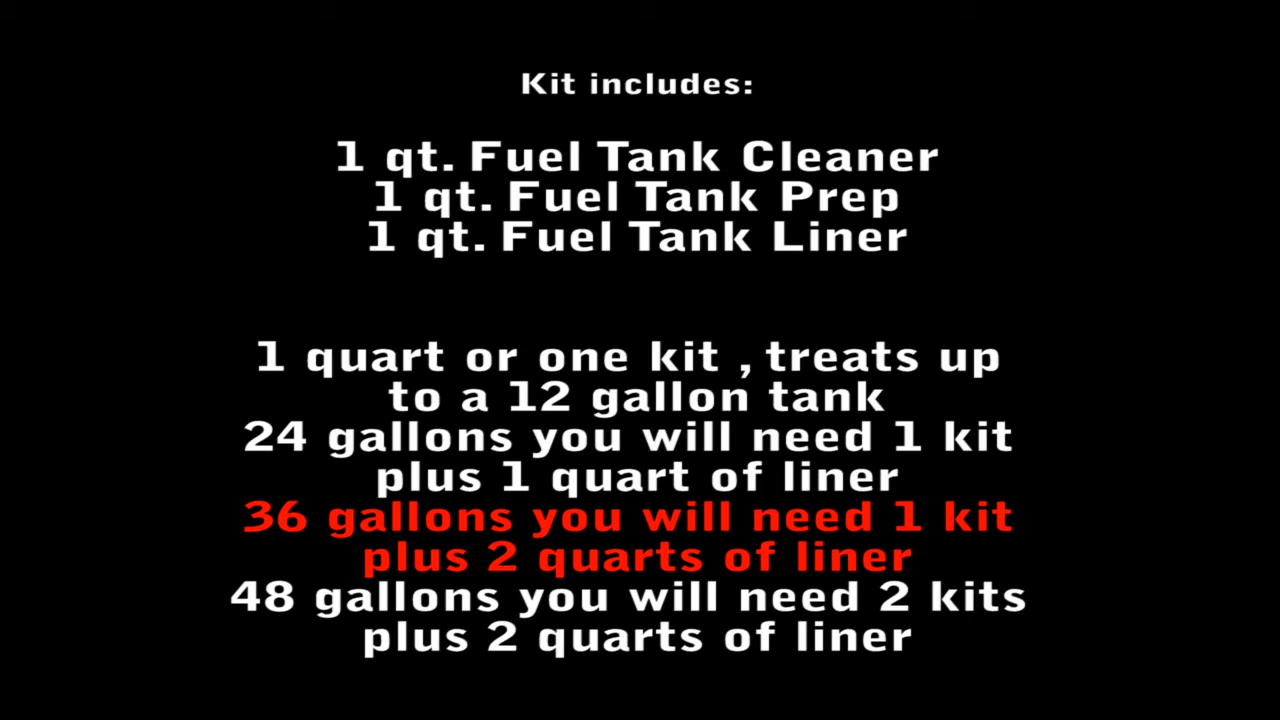 Kit includes:
1 qt. Fuel Tank Cleaner
1 qt. Fuel Tank Prep
1 qt. Fuel Tank Liner
1 quart or one kit , treats up
to a 12 gallon tank
24 gallons you will need 1 kit
plus 1 quart of liner
36 gallons you will need 1 kit
plus 2 quarts of liner
48 gallons you will need 2 kits
plus 2 quarts of liner